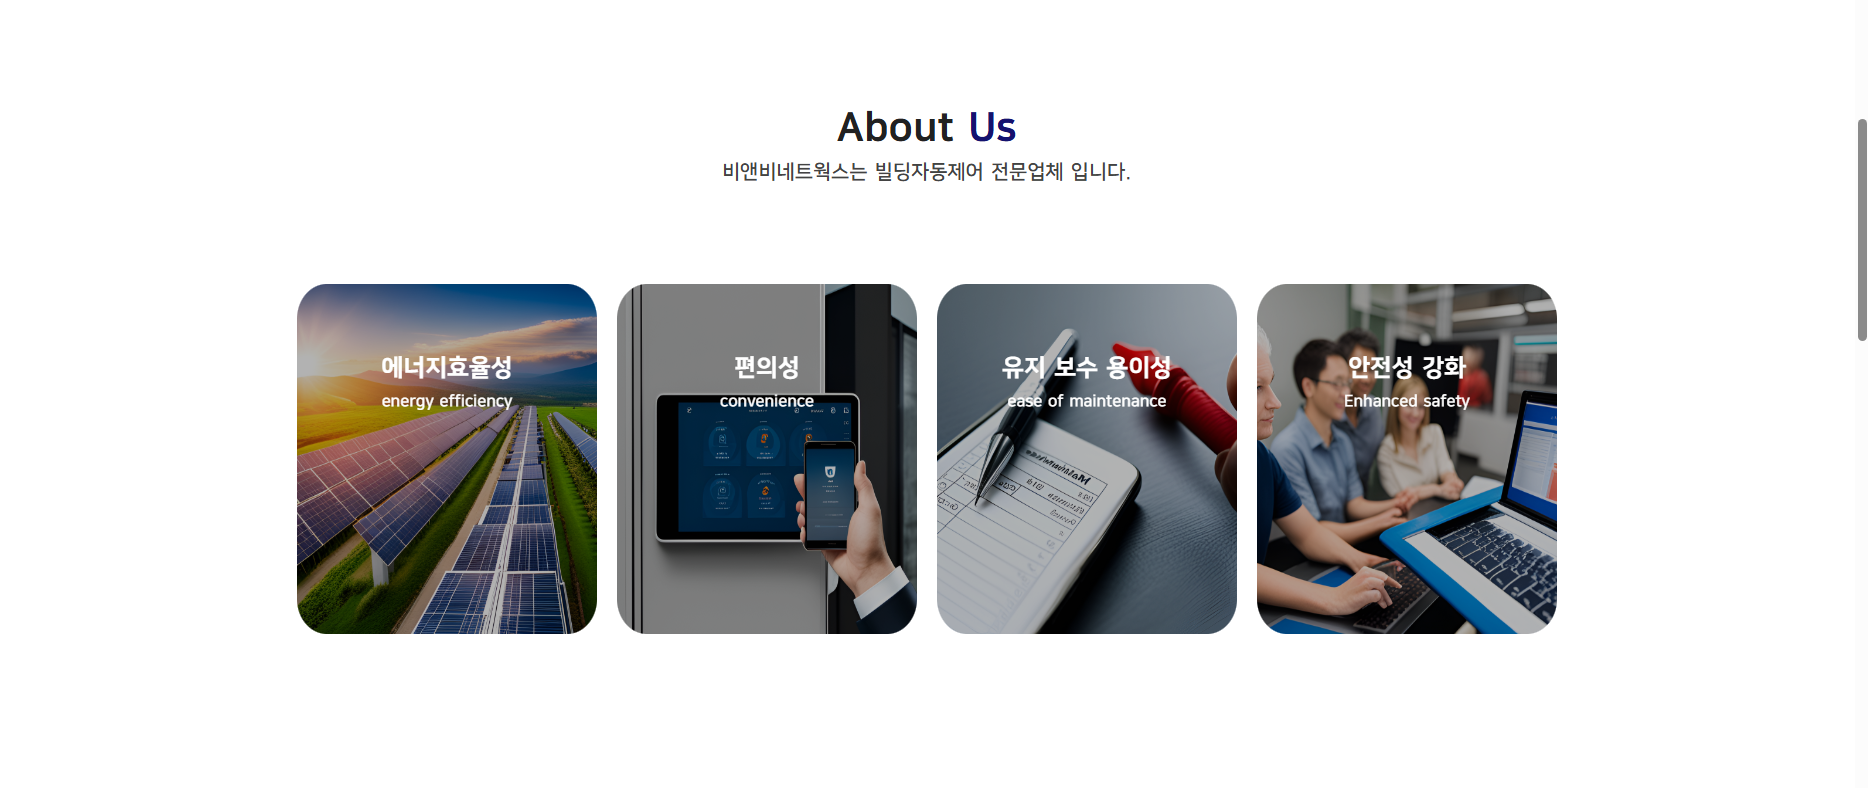 About Us
비앤비네트웍스는 빌딩자동제어 전문업체 입니다.
에너지효율성
energy efficiency
편의성
convenience
유지 보수 용이성
ease of maintenance
안전성 강화
Enhanced safety